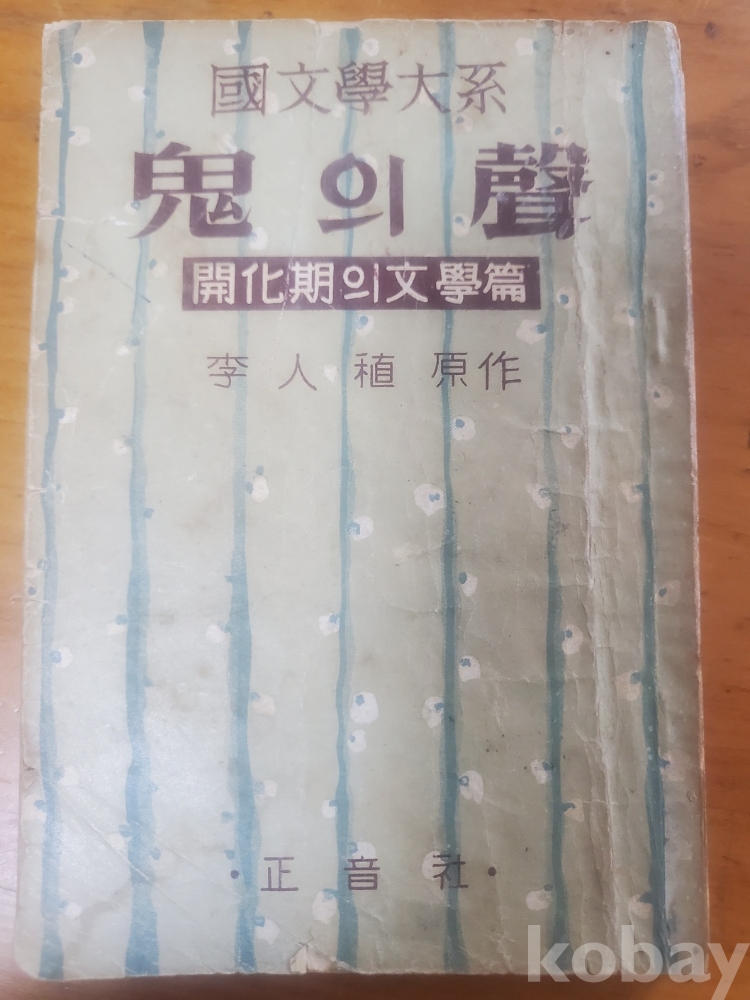 國文學大系
鬼의聲
開化期의文學篇
李人稙 原作
·正音社·
kobay